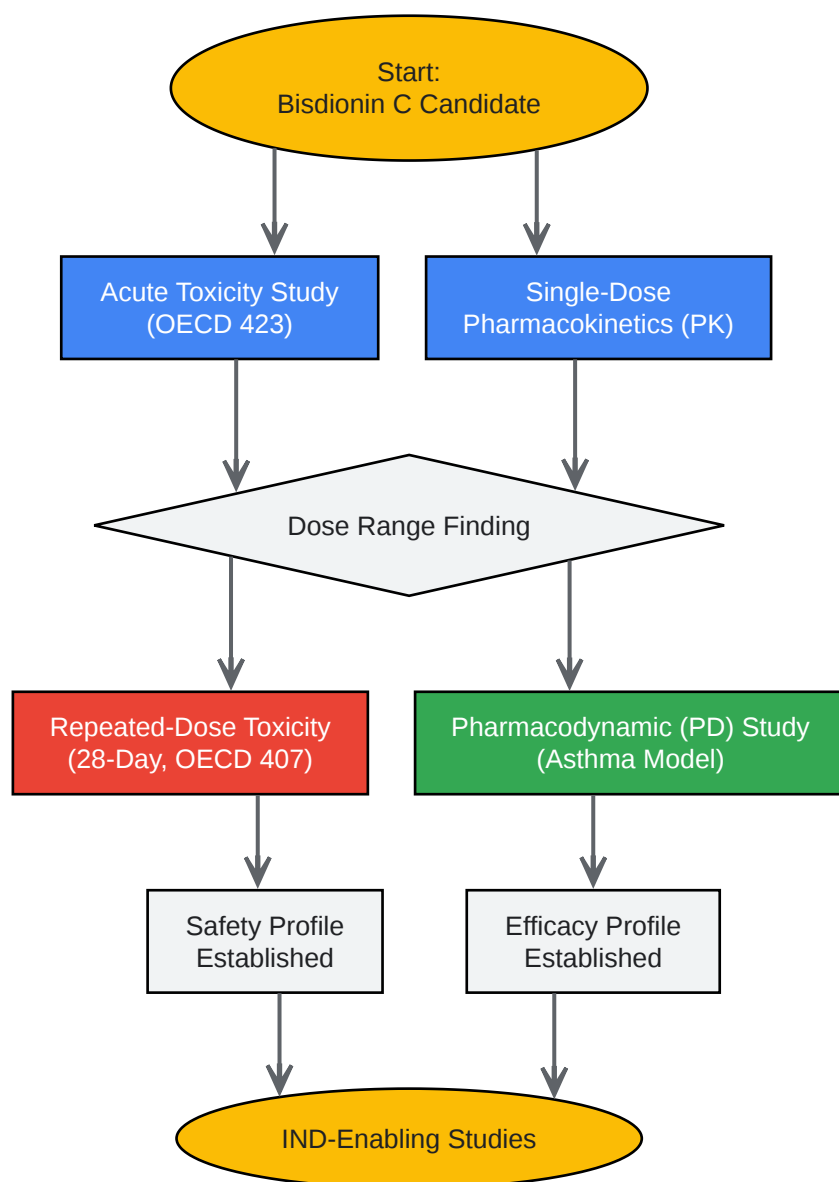 Start:
Bisdionin C Candidate
Acute Toxicity Study
(OECD 423)
Single-Dose
Pharmacokinetics (PK)
Dose Range Finding
Repeated-Dose Toxicity
(28-Day, OECD 407)
Pharmacodynamic (PD) Study
(Asthma Model)
Safety Profile
Established
Efficacy Profile
Established
IND-Enabling Studies